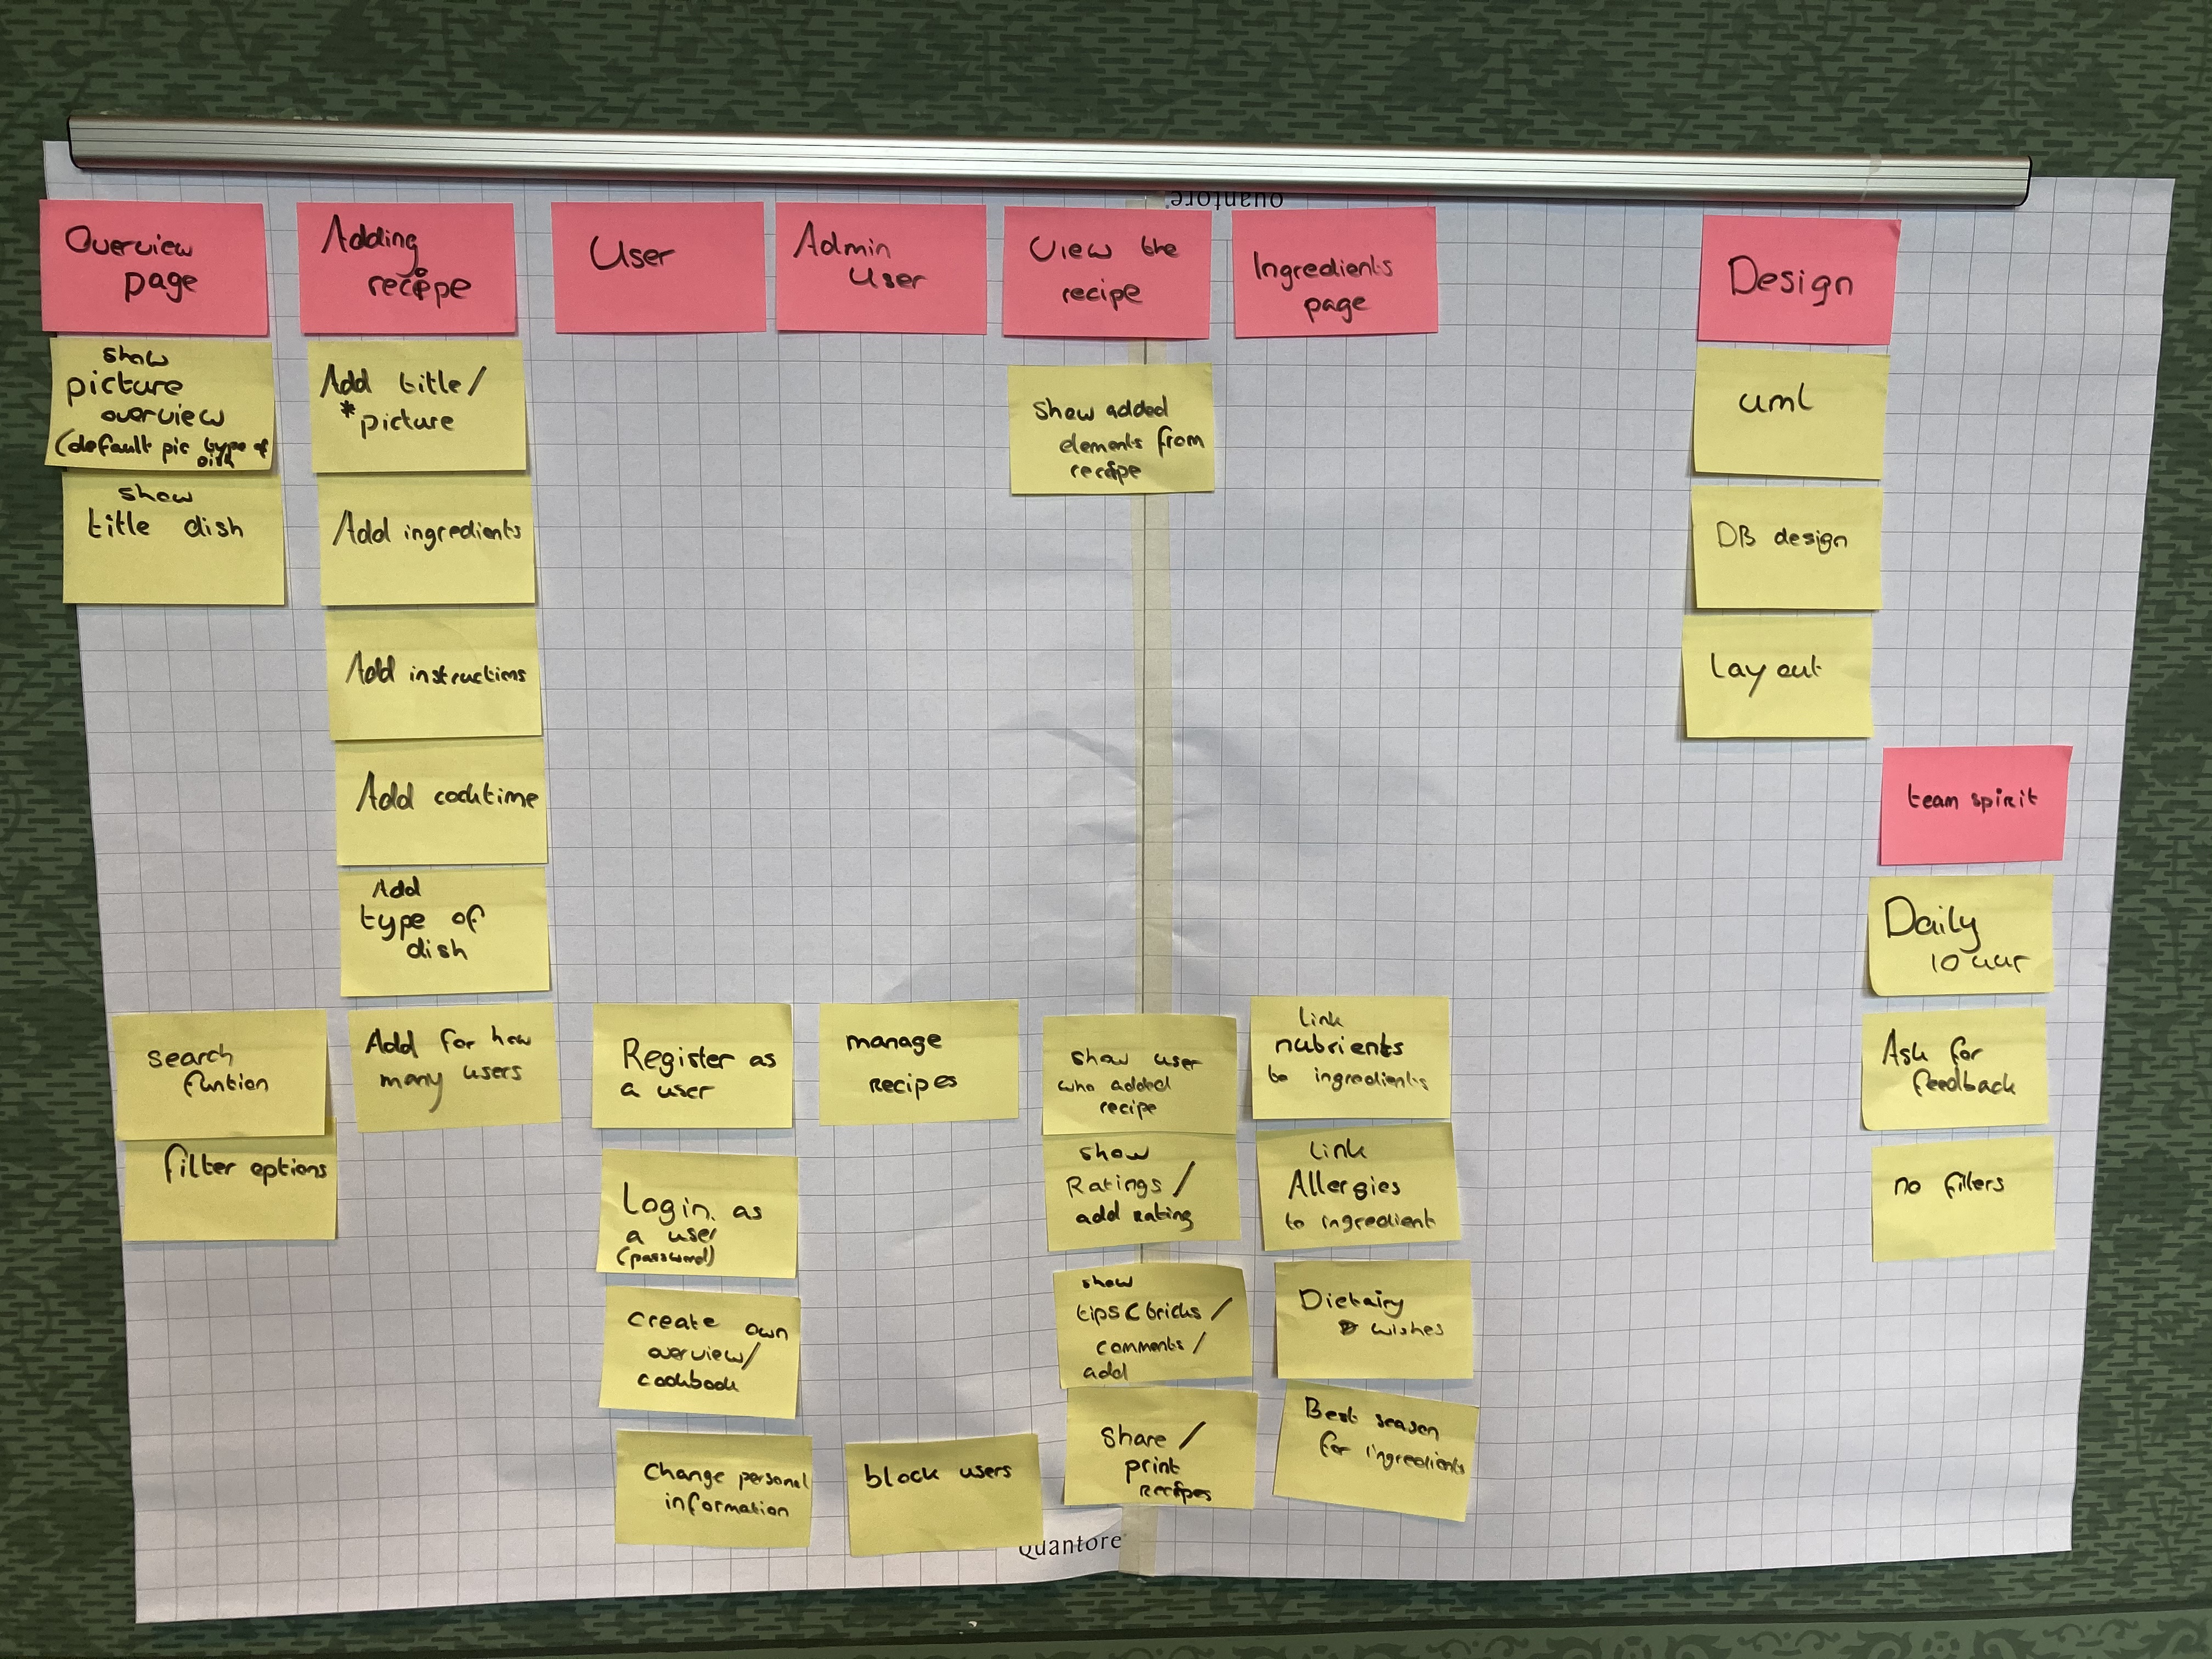 Quantore
Overview
page
show
picture
overview
(default pic type of
dish
show
title dish
search
funtion
filter options
Adding
recipe
Add title/
*picture
Add ingredients
Add instructions
Add cooktime
Add
type of
dish
Add for how
many users
User
Register as
a user
Login. as
a user
(password)
create own
overview/
cookbook
Change personal
information
Admin
User
manage
recipes
block users
View the
recipe
Show added
elements from
recipe
show user
who added
recipe
show
Ratings /
add rating
show
tips & tricks /
comments /
add
Share /
print
recipes
Ingredients
page
link
nutrients
to ingredients
link
Allergies
to ingredient
Dietairy
wishes
Best season
for ingredients
Design
uml
DB design
lay out
team spirit
Daily
10 uur
Ask for
feedback
no fillers
Quantore